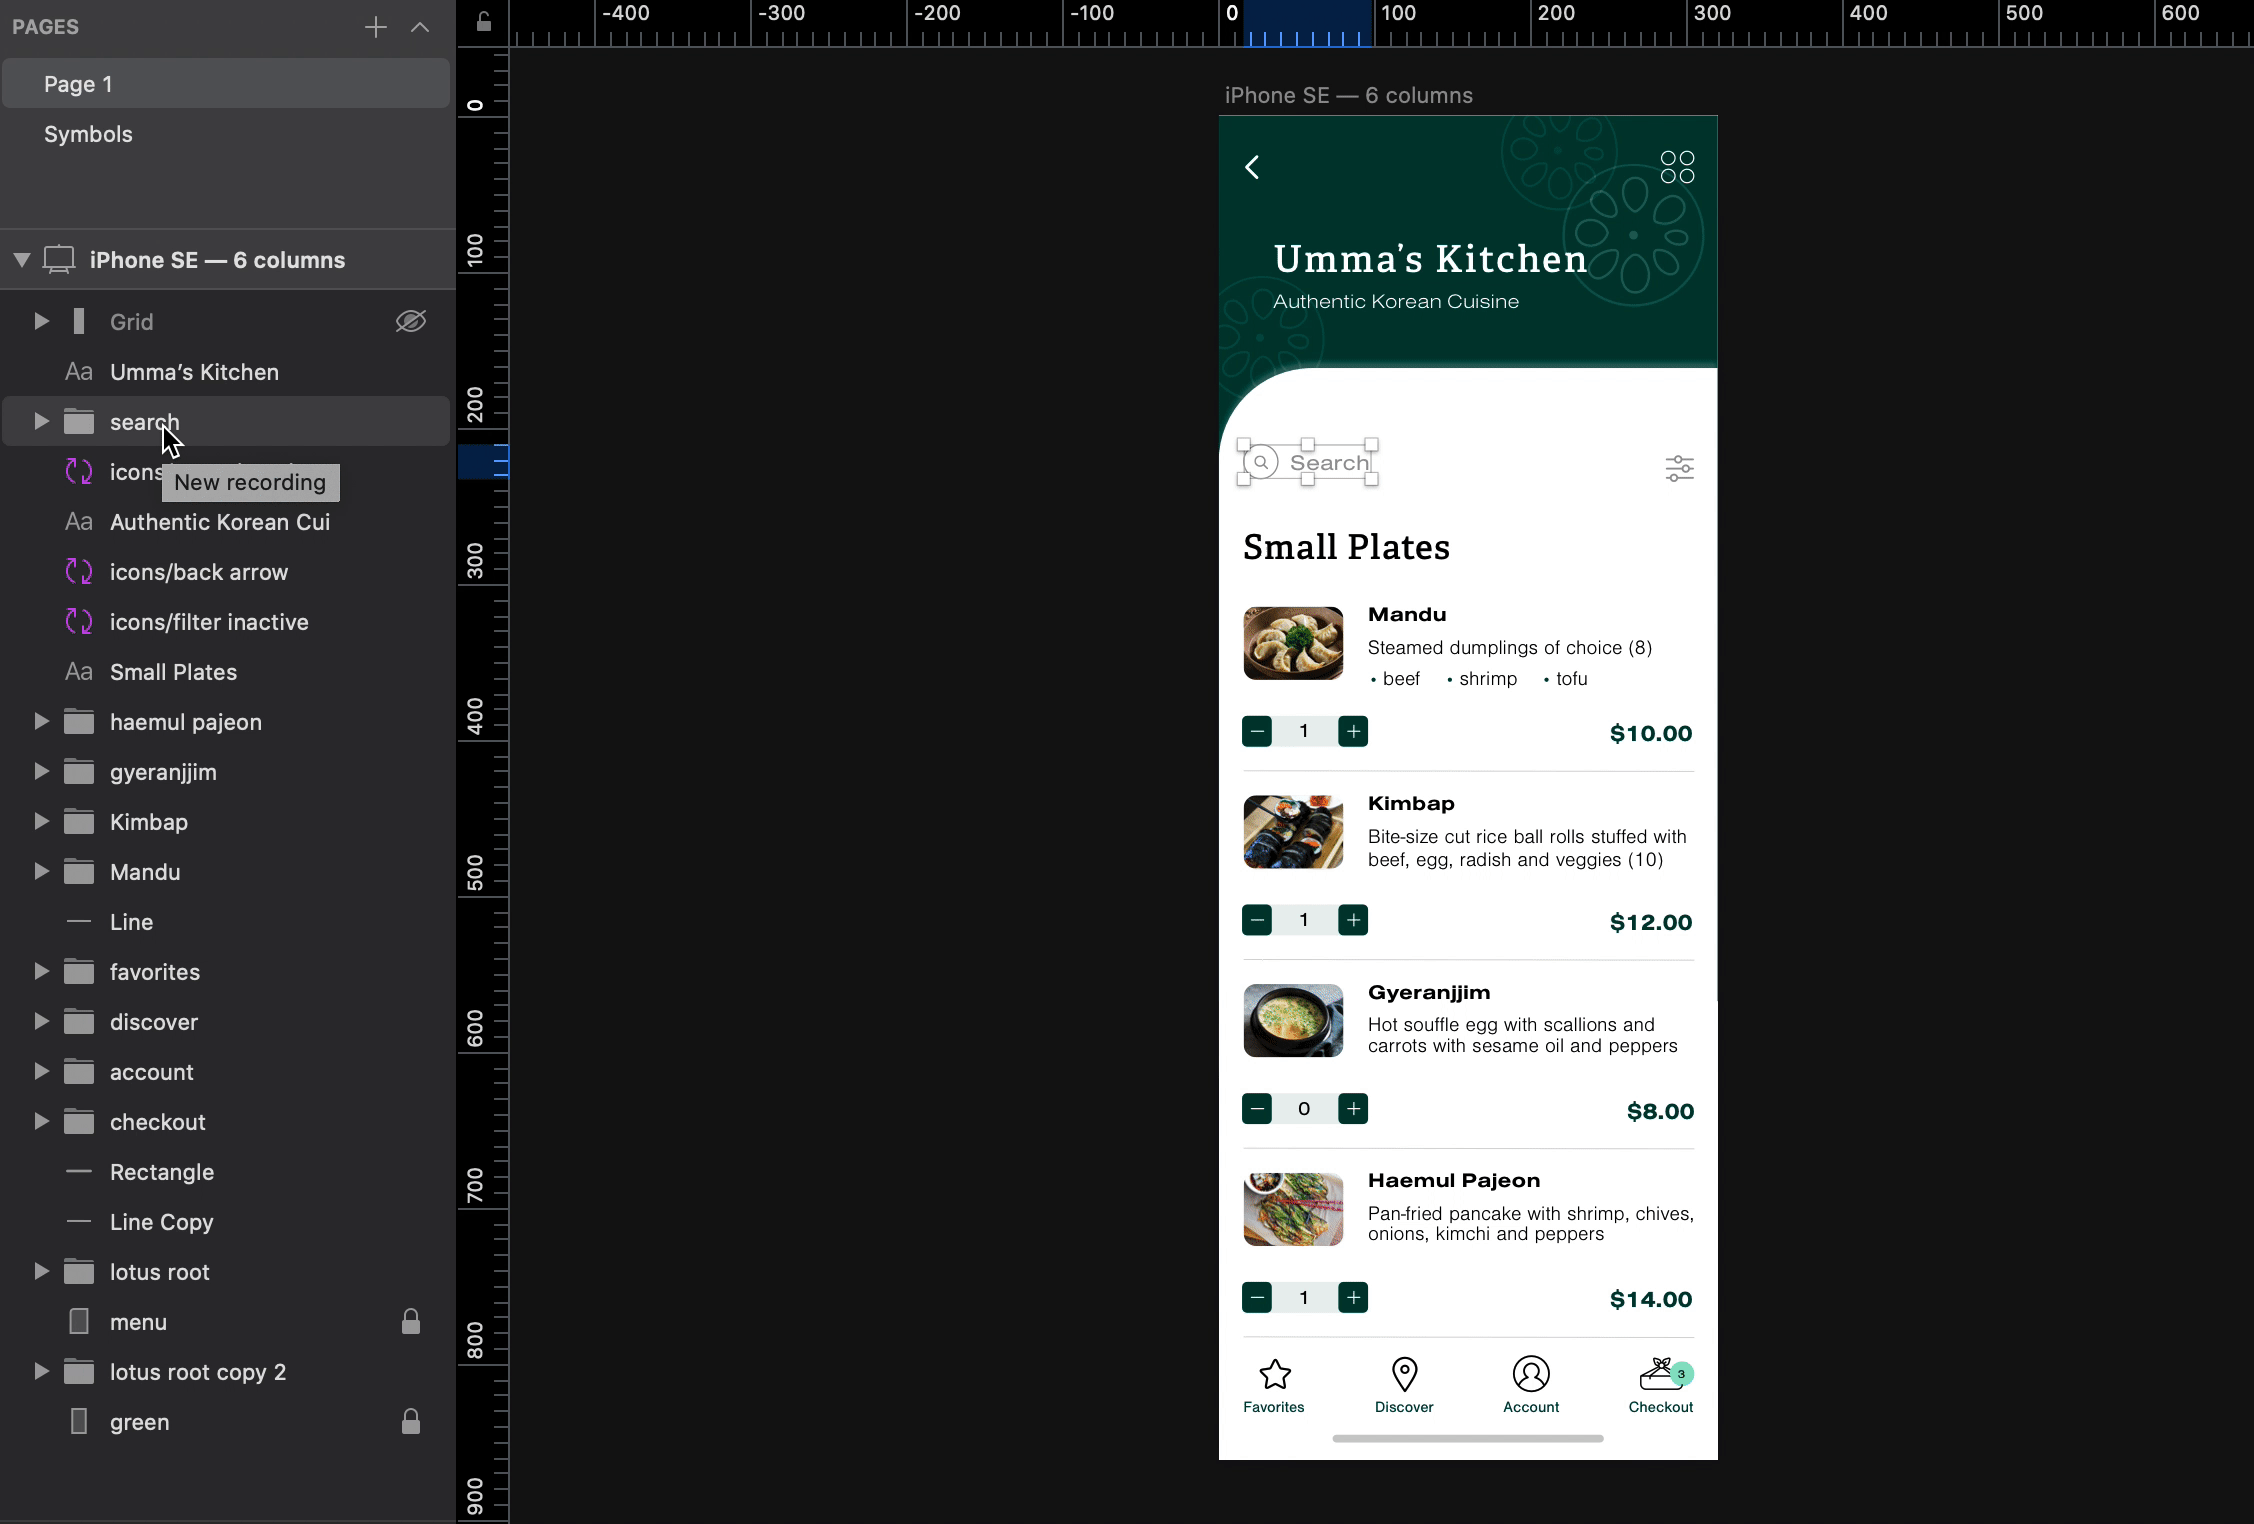 PAGES
Page 1
Symbols
iPhone SE — 6 columns
Grid
Aa Umma's Kitchen
search
icons
New recording
Aa Authentic Korean Cui
icons/back arrow
icons/filter inactive
Aa Small Plates
haemul pajeon
gyeranjjim
Kimbap
Mandu
Line
favorites
discover
account
checkout
Rectangle
Line Copy
lotus root
menu
lotus root copy 2
green
-400 -300 -200 -100 0 100 200 300 400 500 600
0
100
200
300
400
500
600
700
800
900
iPhone SE — 6 columns
Umma's Kitchen
Authentic Korean Cuisine
Search
Small Plates
Mandu
Steamed dumplings of choice (8)
• beef • shrimp • tofu
− 1 + $10.00
Kimbap
Bite-size cut rice ball rolls stuffed with
beef, egg, radish and veggies (10)
− 1 + $12.00
Gyeranjjim
Hot souffle egg with scallions and
carrots with sesame oil and peppers
− 0 + $8.00
Haemul Pajeon
Pan-fried pancake with shrimp, chives,
onions, kimchi and peppers
− 1 + $14.00
3
Favorites Discover Account Checkout